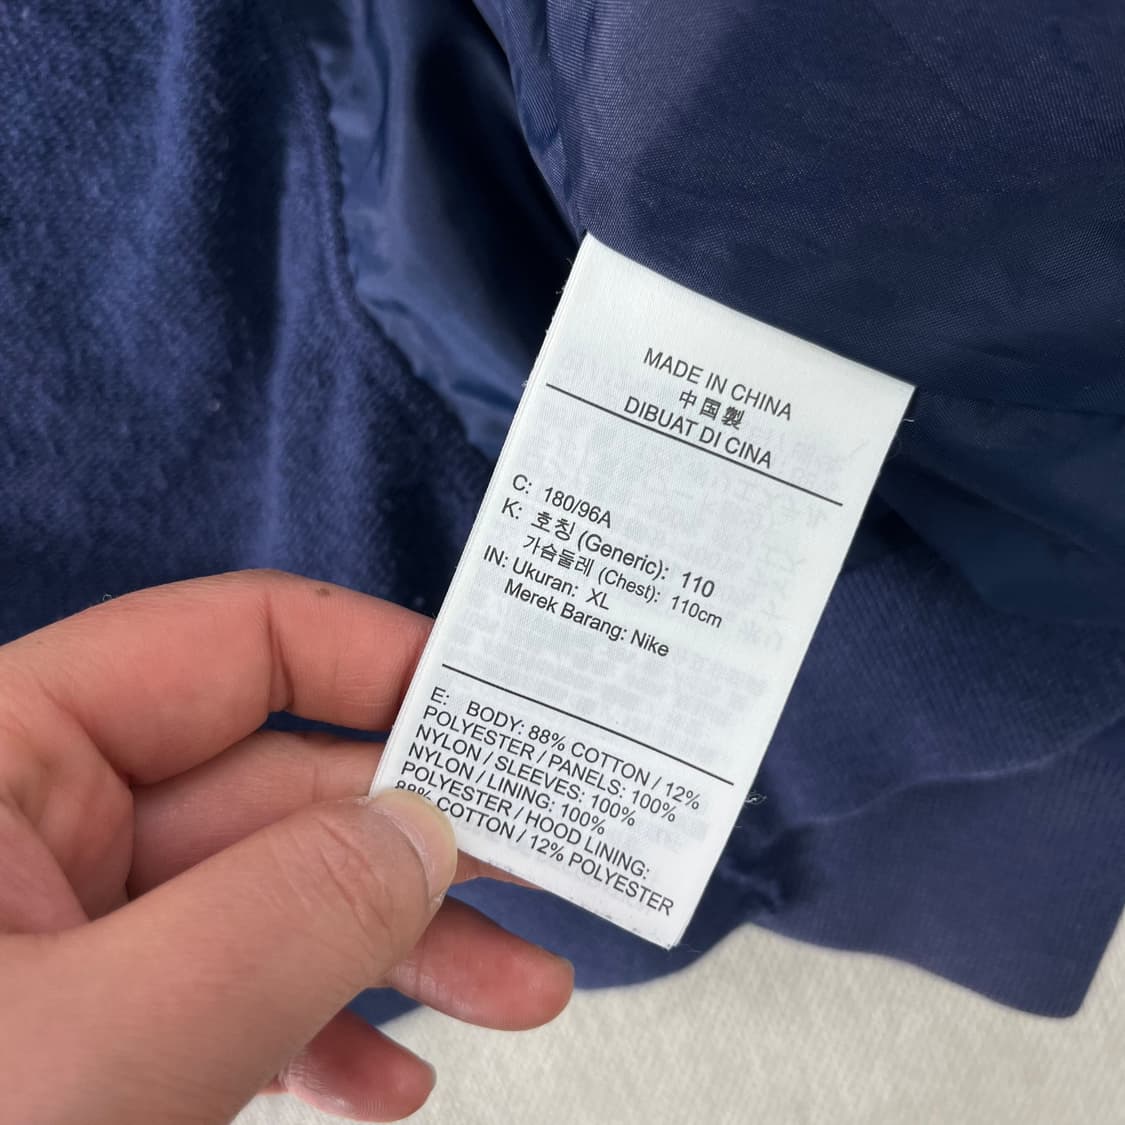 MADE IN CHINA
中国製
DIBUAT DI CINA
C: 180/96A
K: 호칭 (Generic): 110
가슴둘레 (Chest): 110cm
IN: Ukuran: XL
Merek Barang: Nike
E: BODY: 88% COTTON / 12%
POLYESTER / PANELS: 100%
NYLON / SLEEVES: 100%
NYLON / LINING: 100%
POLYESTER / HOOD LINING:
88% COTTON / 12% POLYESTER